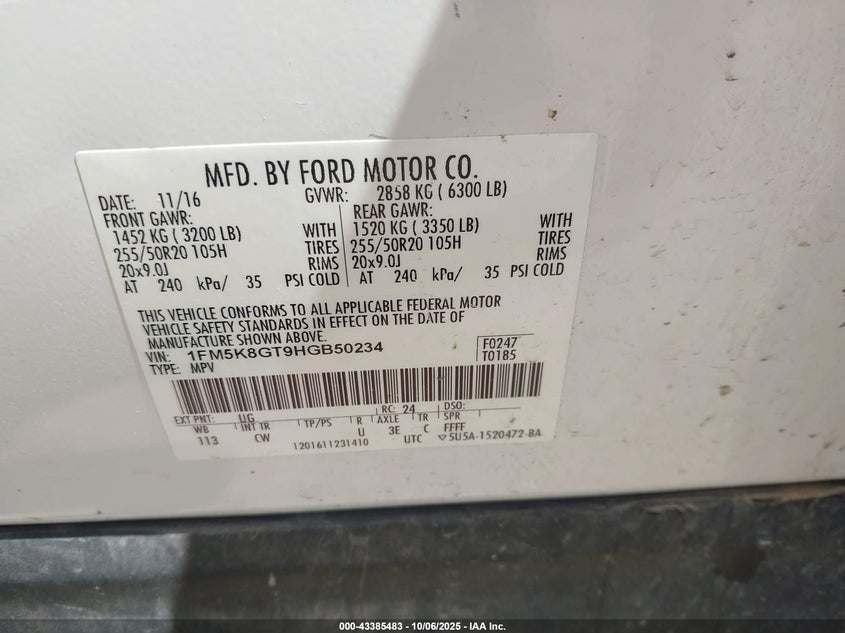 MFD. BY FORD MOTOR CO.
DATE: 11/16 GVWR: 2858 KG ( 6300 LB)
FRONT GAWR: REAR GAWR:
1452 KG ( 3200 LB) WITH 1520 KG ( 3350 LB) WITH
255/50R20 105H TIRES 255/50R20 105H TIRES
20x9.0J RIMS 20x9.0J RIMS
AT 240 kPa/ 35 PSI COLD AT 240 kPa/ 35 PSI COLD
THIS VEHICLE CONFORMS TO ALL APPLICABLE FEDERAL MOTOR
VEHICLE SAFETY STANDARDS IN EFFECT ON THE DATE OF
MANUFACTURE SHOWN ABOVE.
VIN: 1FM5K8GT9HGB50234 F0247
TYPE: MPV T0185
EXT PNT: UG RC: 24 DSO:
WB INT TR TP/PS R AXLE TR SPR
113 CW U 3E C FFFF
1201611231410 UTC ▽5U5A-1520472-BA
000-43385483 - 10/06/2025 - IAA Inc.